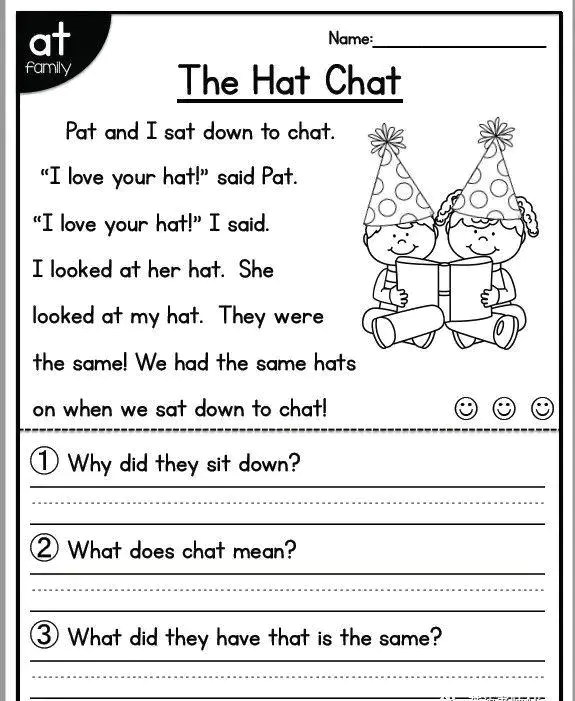 at
family
Name:
The Hat Chat
Pat and I sat down to chat.
“I love your hat!” said Pat.
“I love your hat!” I said.
I looked at her hat. She
looked at my hat. They were
the same! We had the same hats
on when we sat down to chat!
1 Why did they sit down?
2 What does chat mean?
3 What did they have that is the same?